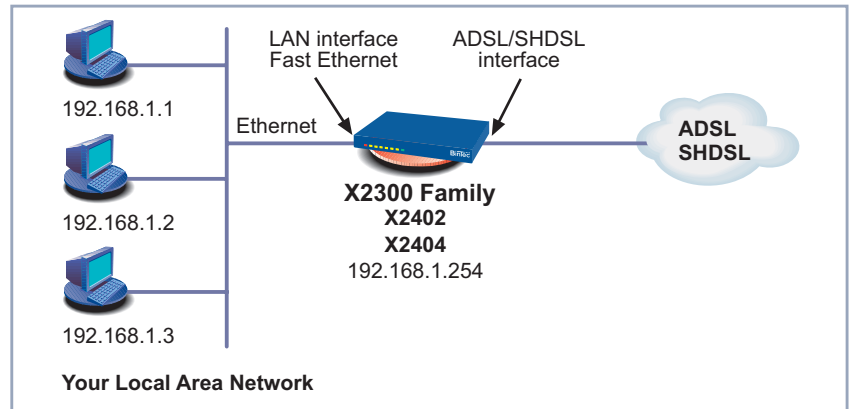 LAN interface
Fast Ethernet
ADSL/SHDSL
interface
192.168.1.1
Ethernet
BinTec
ADSL
SHDSL
X2300 Family
X2402
X2404
192.168.1.254
192.168.1.2
192.168.1.3
Your Local Area Network